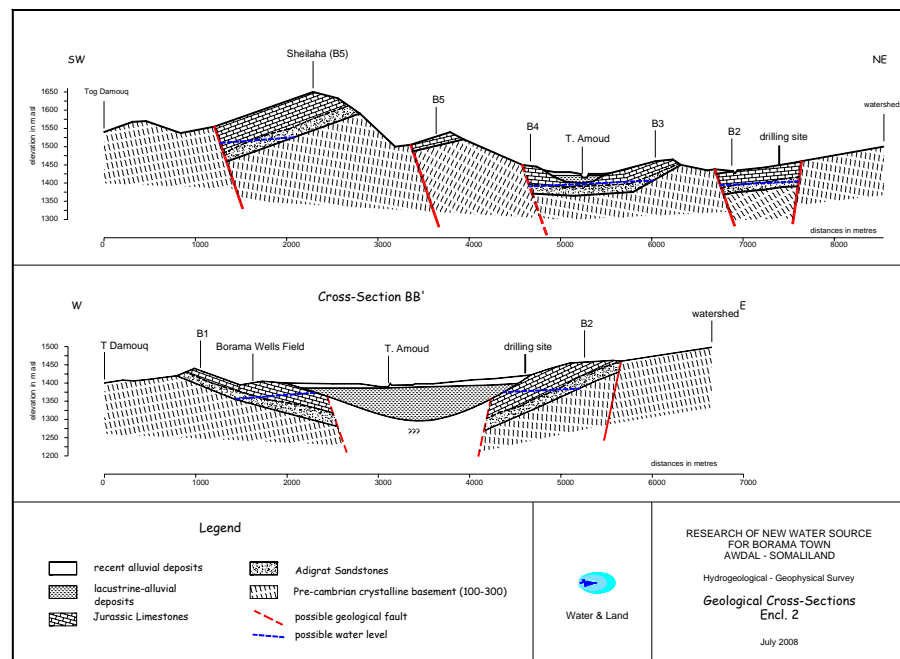 SW
Sheilaha (B5)
NE
Tog Damouq
B5
B4
T. Amoud
B3
B2
drilling site
watershed
elevation in m asl
1650
1600
1550
1500
1450
1400
1350
1300
distances in metres
0
1000
2000
3000
4000
5000
6000
7000
8000
W
Cross-Section BB'
E
T Damouq
B1
Borama Wells Field
T. Amoud
drilling site
B2
watershed
elevation in m asl
1500
1450
1400
1350
1300
1250
1200
???
distances in metres
0
1000
2000
3000
4000
5000
6000
7000
Legend
recent alluvial deposits
lacustrine-alluvial
deposits
Jurassic Limestones
Adigrat Sandstones
Pre-cambrian crystalline basement (100-300)
possible geological fault
possible water level
Water & Land
RESEARCH OF NEW WATER SOURCE
FOR BORAMA TOWN
AWDAL - SOMALILAND
Hydrogeological - Geophysical Survey
Geological Cross-Sections
Encl. 2
July 2008